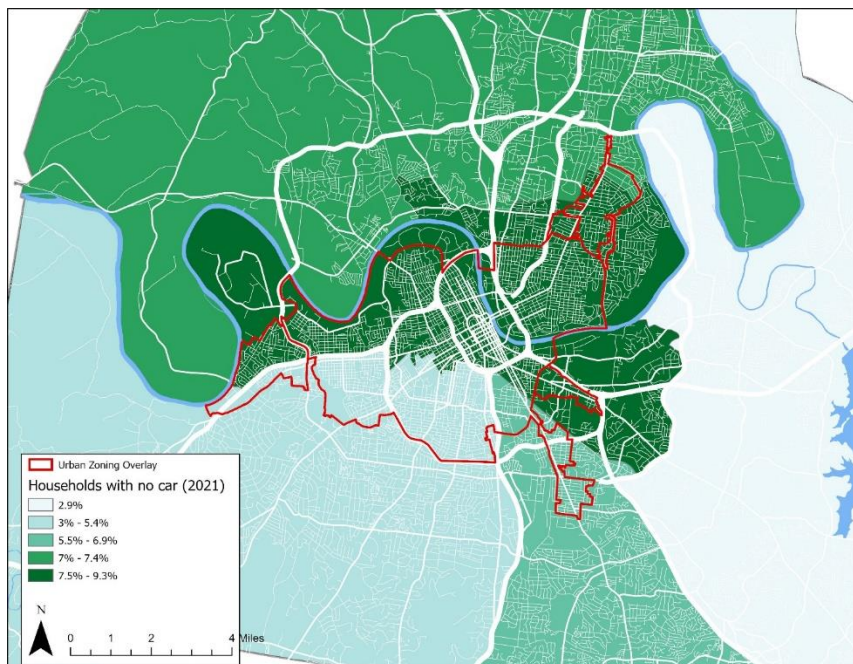 Urban Zoning Overlay
Households with no car (2021)
2.9%
3% - 5.4%
5.5% - 6.9%
7% - 7.4%
7.5% - 9.3%
N
0 1 2 4 Miles